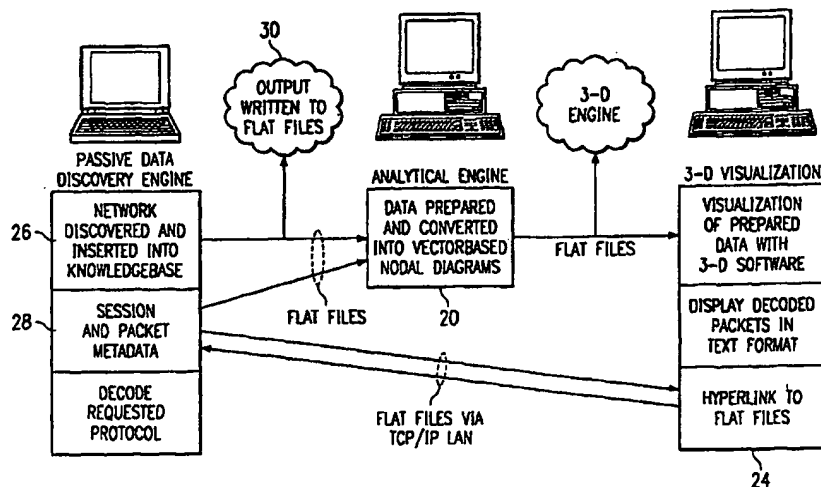 30
OUTPUT
WRITTEN TO
FLAT FILES
3-D
ENGINE
PASSIVE DATA
DISCOVERY ENGINE
ANALYTICAL ENGINE
3-D VISUALIZATION
26
NETWORK
DISCOVERED AND
INSERTED INTO
KNOWLEDGEBASE
DATA PREPARED
AND CONVERTED
INTO VECTORBASED
NODAL DIAGRAMS
FLAT FILES
VISUALIZATION
OF PREPARED
DATA WITH
3-D SOFTWARE
28
SESSION
AND PACKET
METADATA
FLAT FILES
20
DISPLAY DECODED
PACKETS IN
TEXT FORMAT
DECODE
REQUESTED
PROTOCOL
FLAT FILES VIA
TCP/IP LAN
HYPERLINK TO
FLAT FILES
24